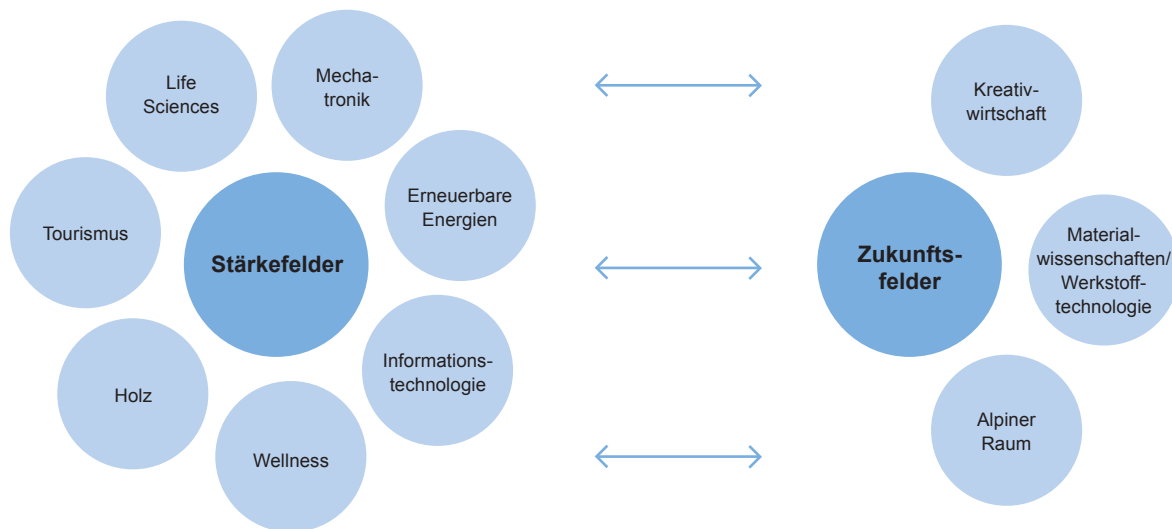 Life
Sciences
Mecha-
tronik
Tourismus
Erneuerbare
Energien
Stärkefelder
Holz
Informations-
technologie
Wellness
Kreativ-
wirtschaft
Zukunfts-
felder
Material-
wissenschaften/
Werkstoff-
technologie
Alpiner
Raum